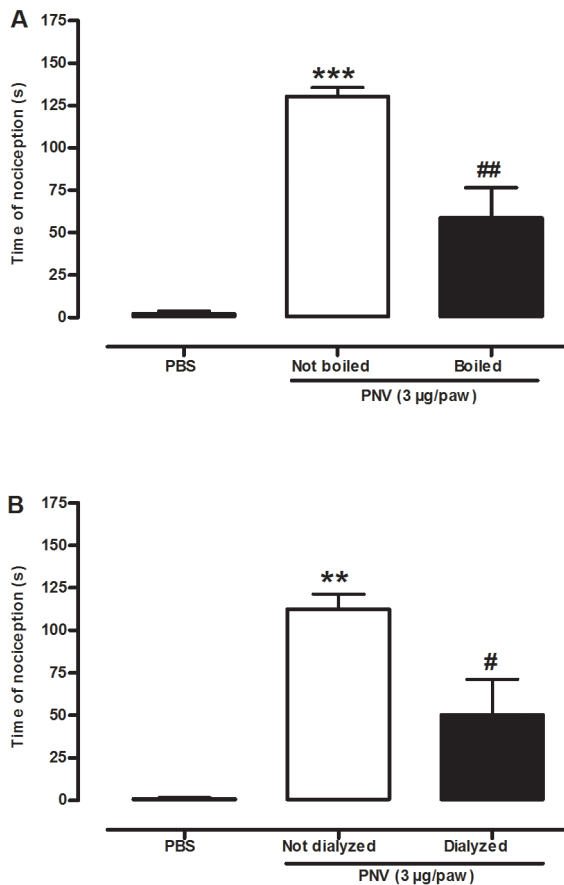 A
Time of nociception (s)
175
150
125
100
75
50
25
0
***
##
PBS
Not boiled
Boiled
PNV (3 µg/paw)
B
Time of nociception (s)
175
150
125
100
75
50
25
0
**
#
PBS
Not dialyzed
Dialyzed
PNV (3 µg/paw)